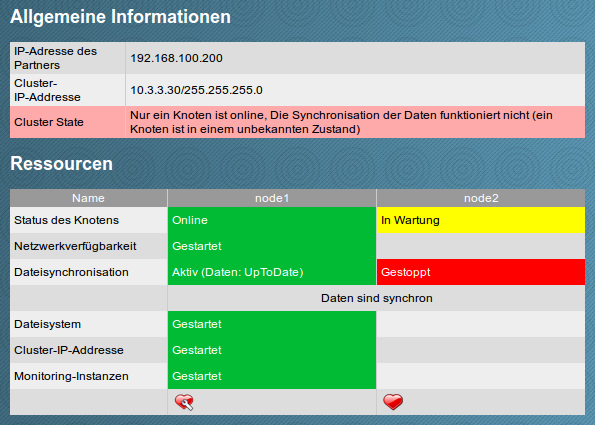 Allgemeine Informationen
IP-Adresse des
Partners
192.168.100.200
Cluster-
IP-Addresse
10.3.3.30/255.255.255.0
Cluster State
Nur ein Knoten ist online, Die Synchronisation der Daten funktioniert nicht (ein
Knoten ist in einem unbekannten Zustand)
Ressourcen
Name node1 node2
Status des Knotens Online In Wartung
Netzwerkverfügbarkeit Gestartet
Dateisynchronisation Aktiv (Daten: UpToDate) Gestoppt
Daten sind synchron
Dateisystem Gestartet
Cluster-IP-Addresse Gestartet
Monitoring-Instanzen Gestartet